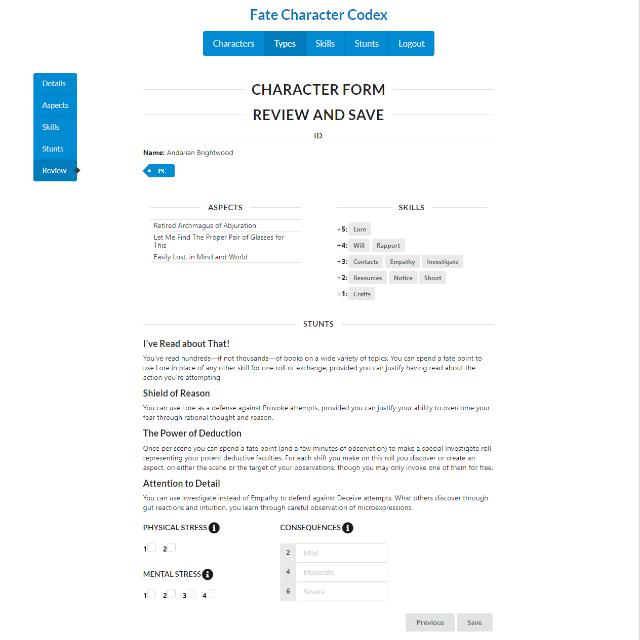 Fate Character Codex
Characters Types Skills Stunts Logout
Details
Aspects
Skills
Stunts
Review
CHARACTER FORM
REVIEW AND SAVE
ID
Name: Andarian Brightwood
PC
ASPECTS
Retired Archmagus of Abjuration
Let Me Find The Proper Pair of Glasses for
This
Easily Lost, in Mind and World
SKILLS
+5: Lore
+4: Will Rapport
+3: Contacts Empathy Investigate
+2: Resources Notice Shoot
+1: Crafts
STUNTS
I've Read about That!
You've read hundreds—if not thousands—of books on a wide variety of topics. You can spend a fate point to
use Lore in place of any other skill for one roll or exchange, provided you can justify having read about the
action you're attempting.
Shield of Reason
You can use Lore as a defense against Provoke attempts, provided you can justify your ability to overcome your
fear through rational thought and reason.
The Power of Deduction
Once per scene you can spend a fate point (and a few minutes of observation) to make a special Investigate roll
representing your potent deductive faculties. For each shift you make on this roll you discover or create an
aspect, on either the scene or the target of your observations, though you may only invoke one of them for free.
Attention to Detail
You can use Investigate instead of Empathy to defend against Deceive attempts. What others discover through
gut reactions and intuition, you learn through careful observation of microexpressions.
PHYSICAL STRESS
1 2
MENTAL STRESS
1 2 3 4
CONSEQUENCES
2 Mild
4 Moderate
6 Severe
Previous Save